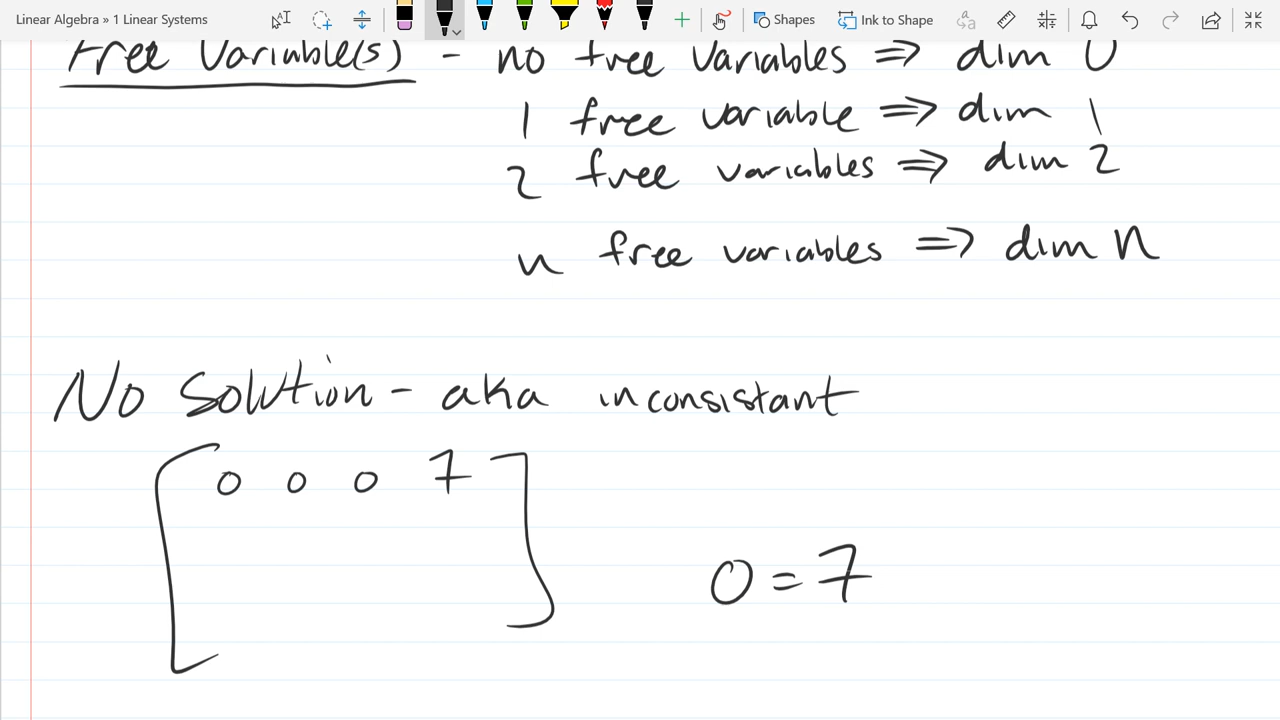 Linear Algebra » 1 Linear Systems
Shapes
Ink to Shape
Free Variable(s) - no free variables => dim 0
1 free variable => dim 1
2 free variables => dim 2
n free variables => dim n
No Solution - aka inconsistant
0 0 0 7
0 = 7